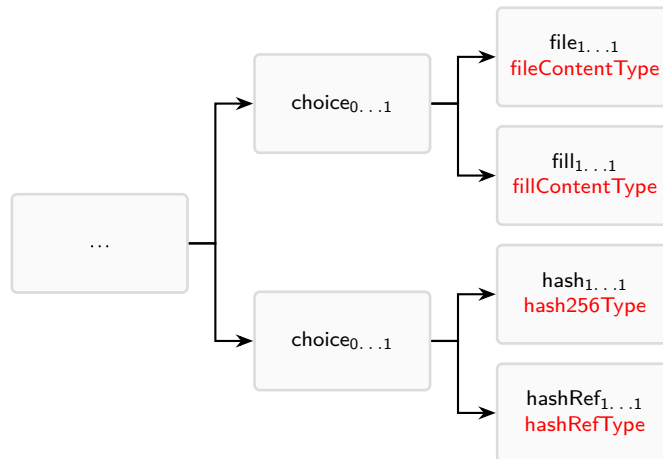 ...
choice0...1
file1...1
fileContentType
fill1...1
fillContentType
choice0...1
hash1...1
hash256Type
hashRef1...1
hashRefType